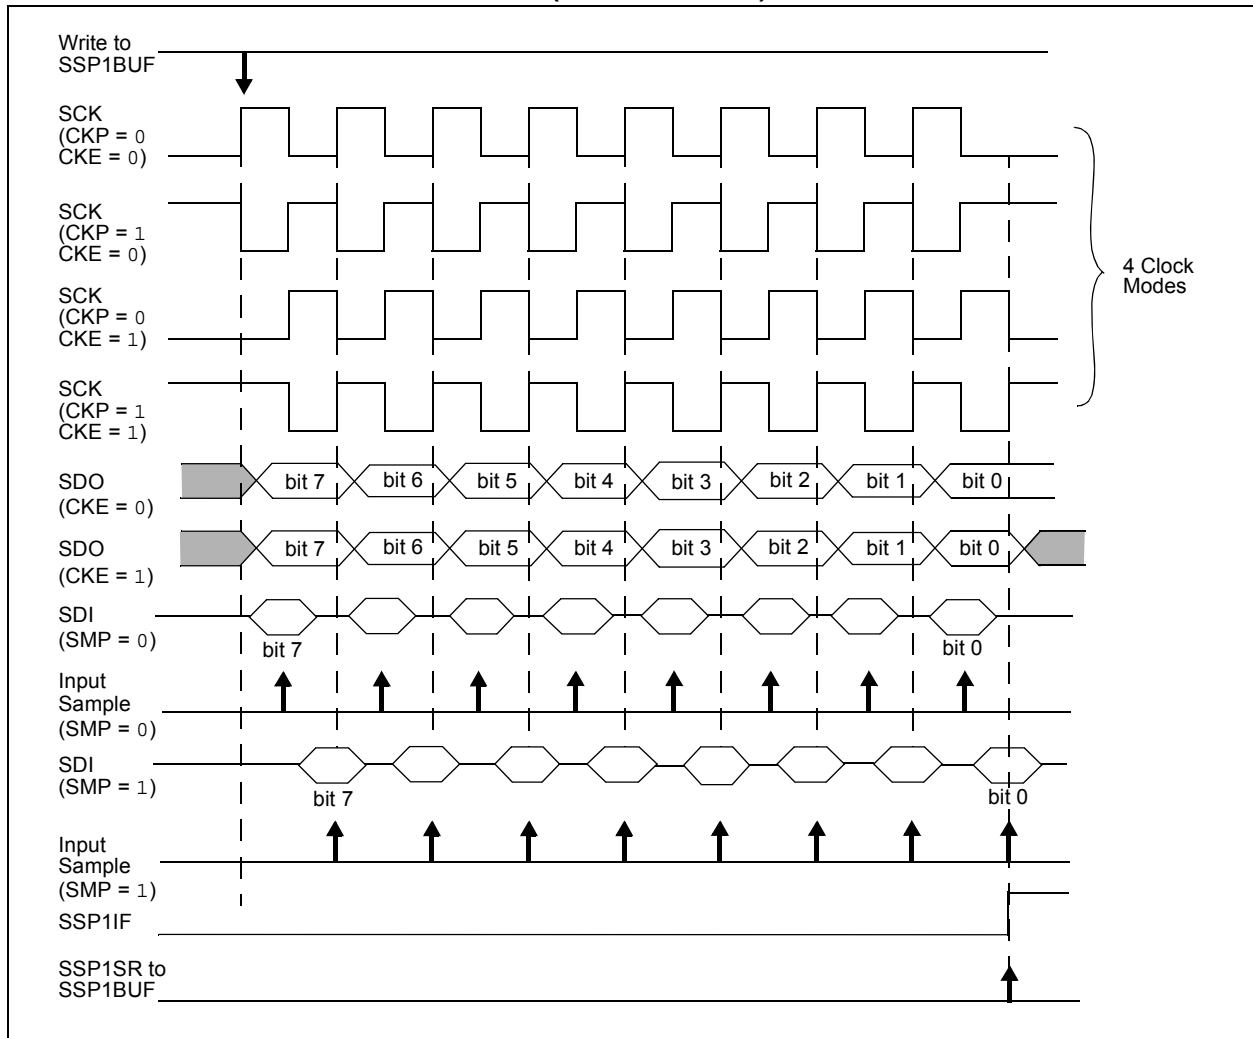 Write to
SSP1BUF
SCK
(CKP = 0
CKE = 0)
SCK
(CKP = 1
CKE = 0)
SCK
(CKP = 0
CKE = 1)
SCK
(CKP = 1
CKE = 1)
4 Clock
Modes
SDO
(CKE = 0)
bit 7 bit 6 bit 5 bit 4 bit 3 bit 2 bit 1 bit 0
SDO
(CKE = 1)
bit 7 bit 6 bit 5 bit 4 bit 3 bit 2 bit 1 bit 0
SDI
(SMP = 0)
bit 7 bit 0
Input
Sample
(SMP = 0)
SDI
(SMP = 1)
bit 7 bit 0
Input
Sample
(SMP = 1)
SSP1IF
SSP1SR to
SSP1BUF